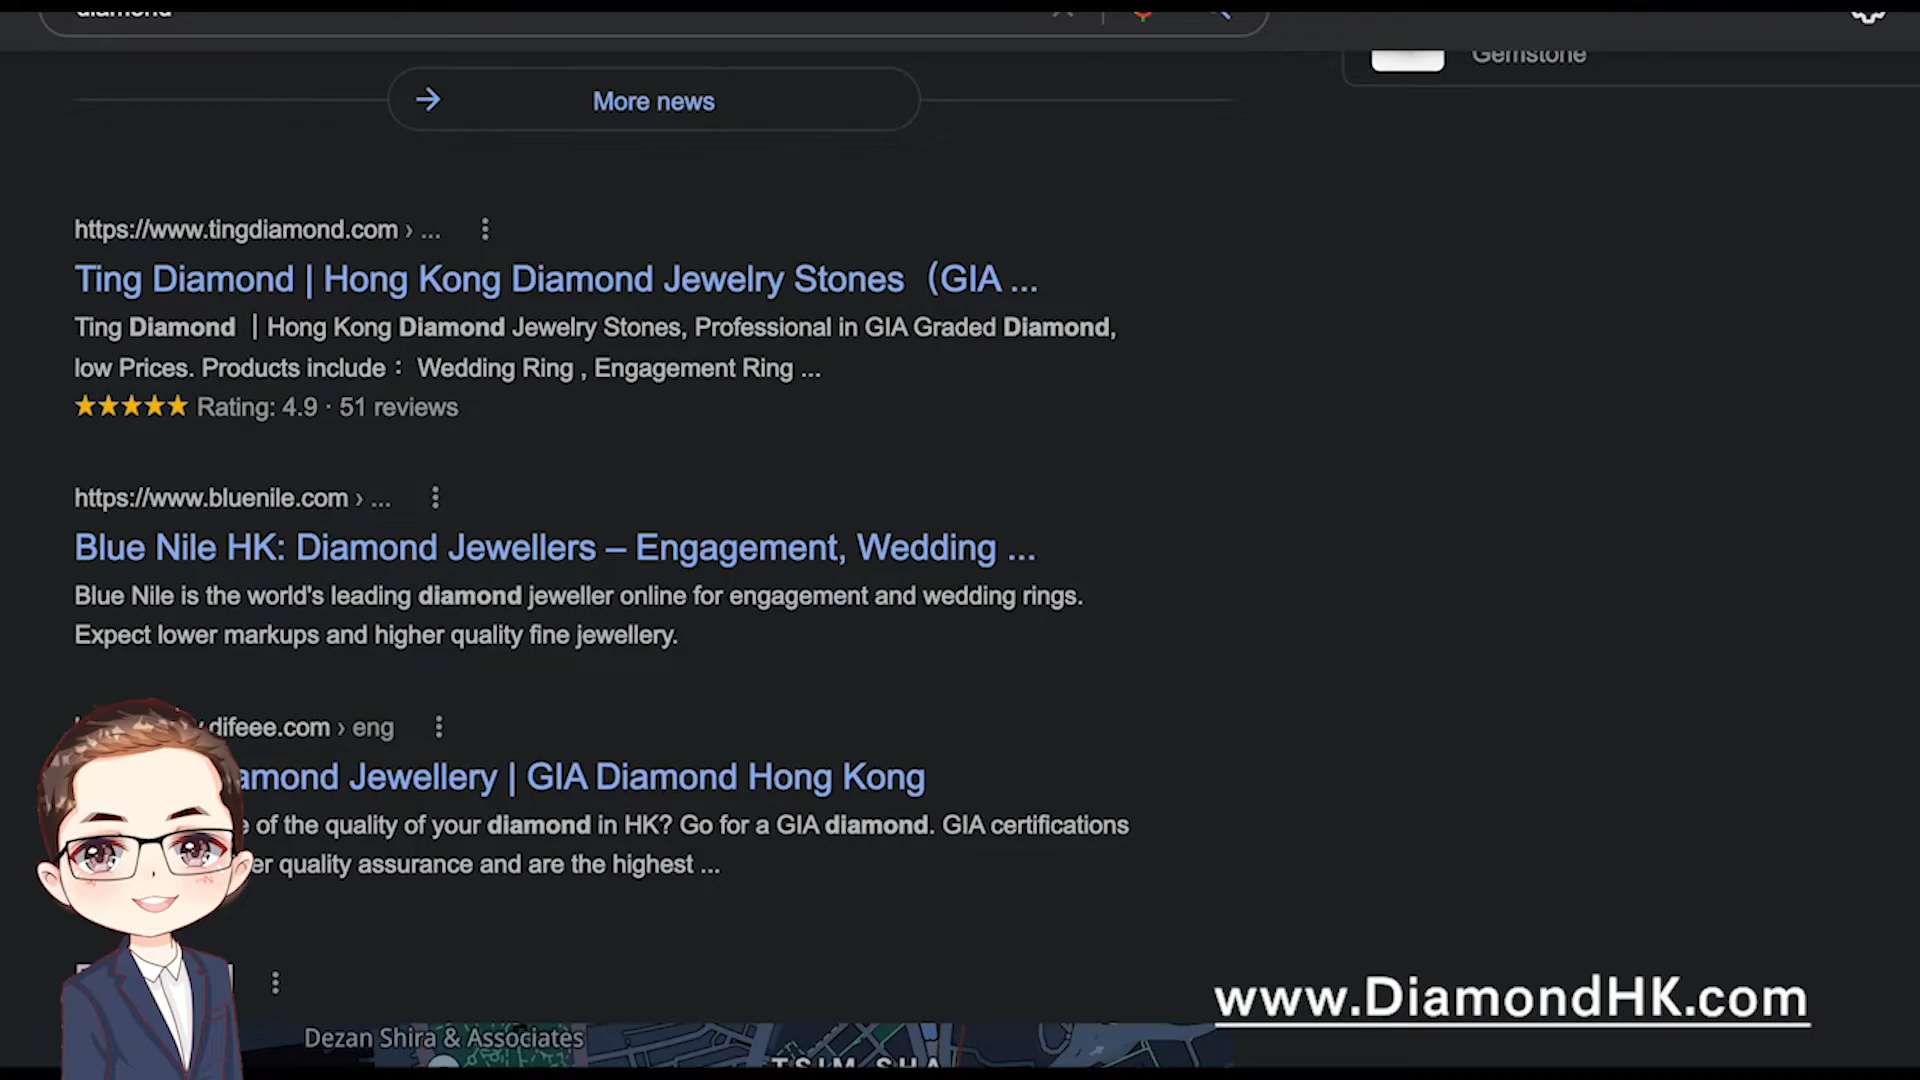 diamond
Gemstone
More news
https://www.tingdiamond.com › ...
Ting Diamond | Hong Kong Diamond Jewelry Stones（GIA ...
Ting Diamond ｜Hong Kong Diamond Jewelry Stones, Professional in GIA Graded Diamond,
low Prices. Products include： Wedding Ring , Engagement Ring ...
Rating: 4.9 · 51 reviews
https://www.bluenile.com › ...
Blue Nile HK: Diamond Jewellers – Engagement, Wedding ...
Blue Nile is the world's leading diamond jeweller online for engagement and wedding rings.
Expect lower markups and higher quality fine jewellery.
difeee.com › eng
amond Jewellery | GIA Diamond Hong Kong
of the quality of your diamond in HK? Go for a GIA diamond. GIA certifications
er quality assurance and are the highest ...
www.DiamondHK.com
Dezan Shira & Associates
TSIM SHA